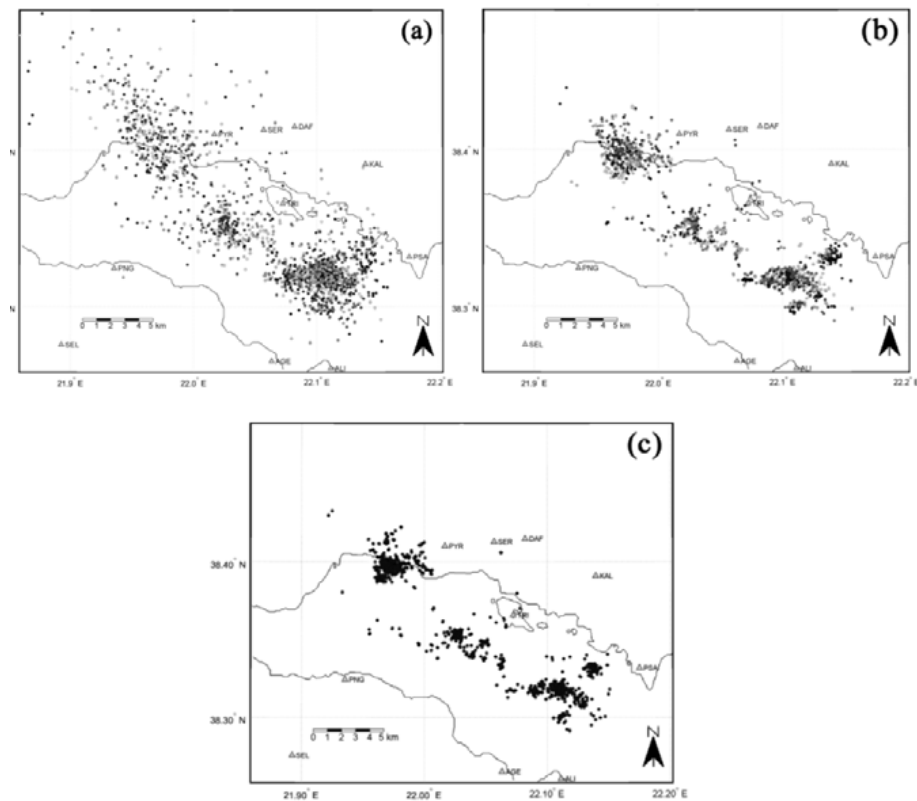 (a)
PYR
SER
DAF
KAL
TRI
PSA
PNG
0 1 2 3 4 5
km
N
SEL
AGE
ALI
21.9° E
22.0° E
22.1° E
22.2° E
(b)
PYR
SER
DAF
KAL
38.4°
PSA
PNG
38.3°
0 1 2 3 4 5
km
N
SEL
AGE
ALI
21.9° E
22.0° E
22.1° E
22.2° E
(c)
PYR
SER
DAF
38.40° N
KAL
TRI
PSA
PNG
38.30° N
0 1 2 3 4 5
km
N
SEL
AGE
ALI
21.90° E
22.00° E
22.10° E
22.20° E